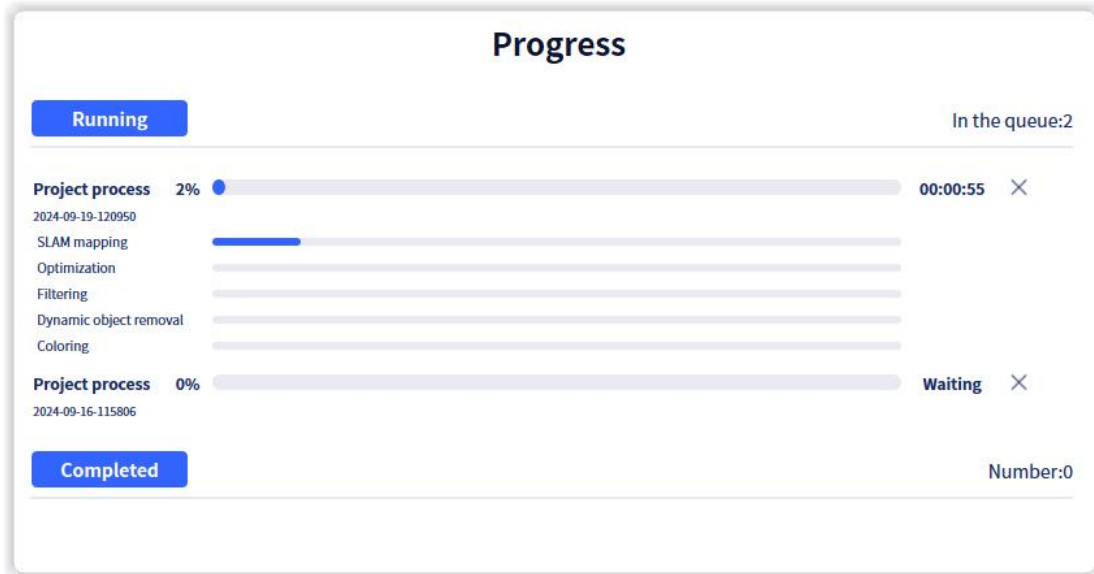 Progress
Running In the queue:2
Project process 2% 00:00:55
2024-09-19-120950
SLAM mapping
Optimization
Filtering
Dynamic object removal
Coloring
Project process 0% Waiting
2024-09-16-115806
Completed Number:0